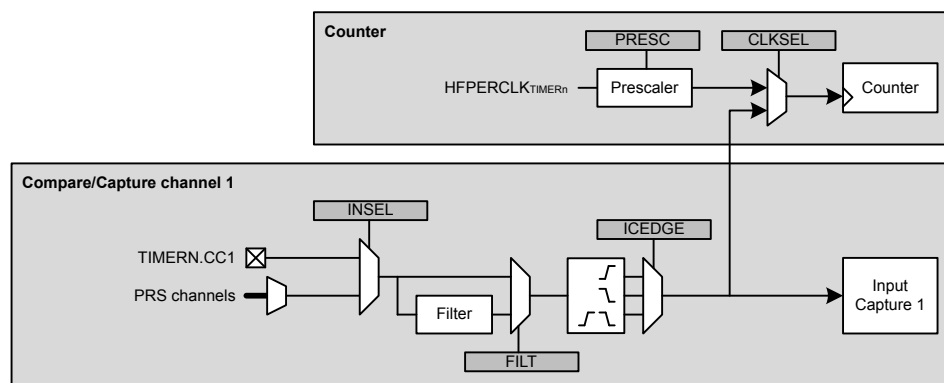 Counter
PRESC
CLKSEL
HFPERCLKTIMERn
Prescaler
Counter
Compare/Capture channel 1
INSEL
ICEDGE
TIMERN.CC1
PRS channels
Filter
Input
Capture 1
FILT